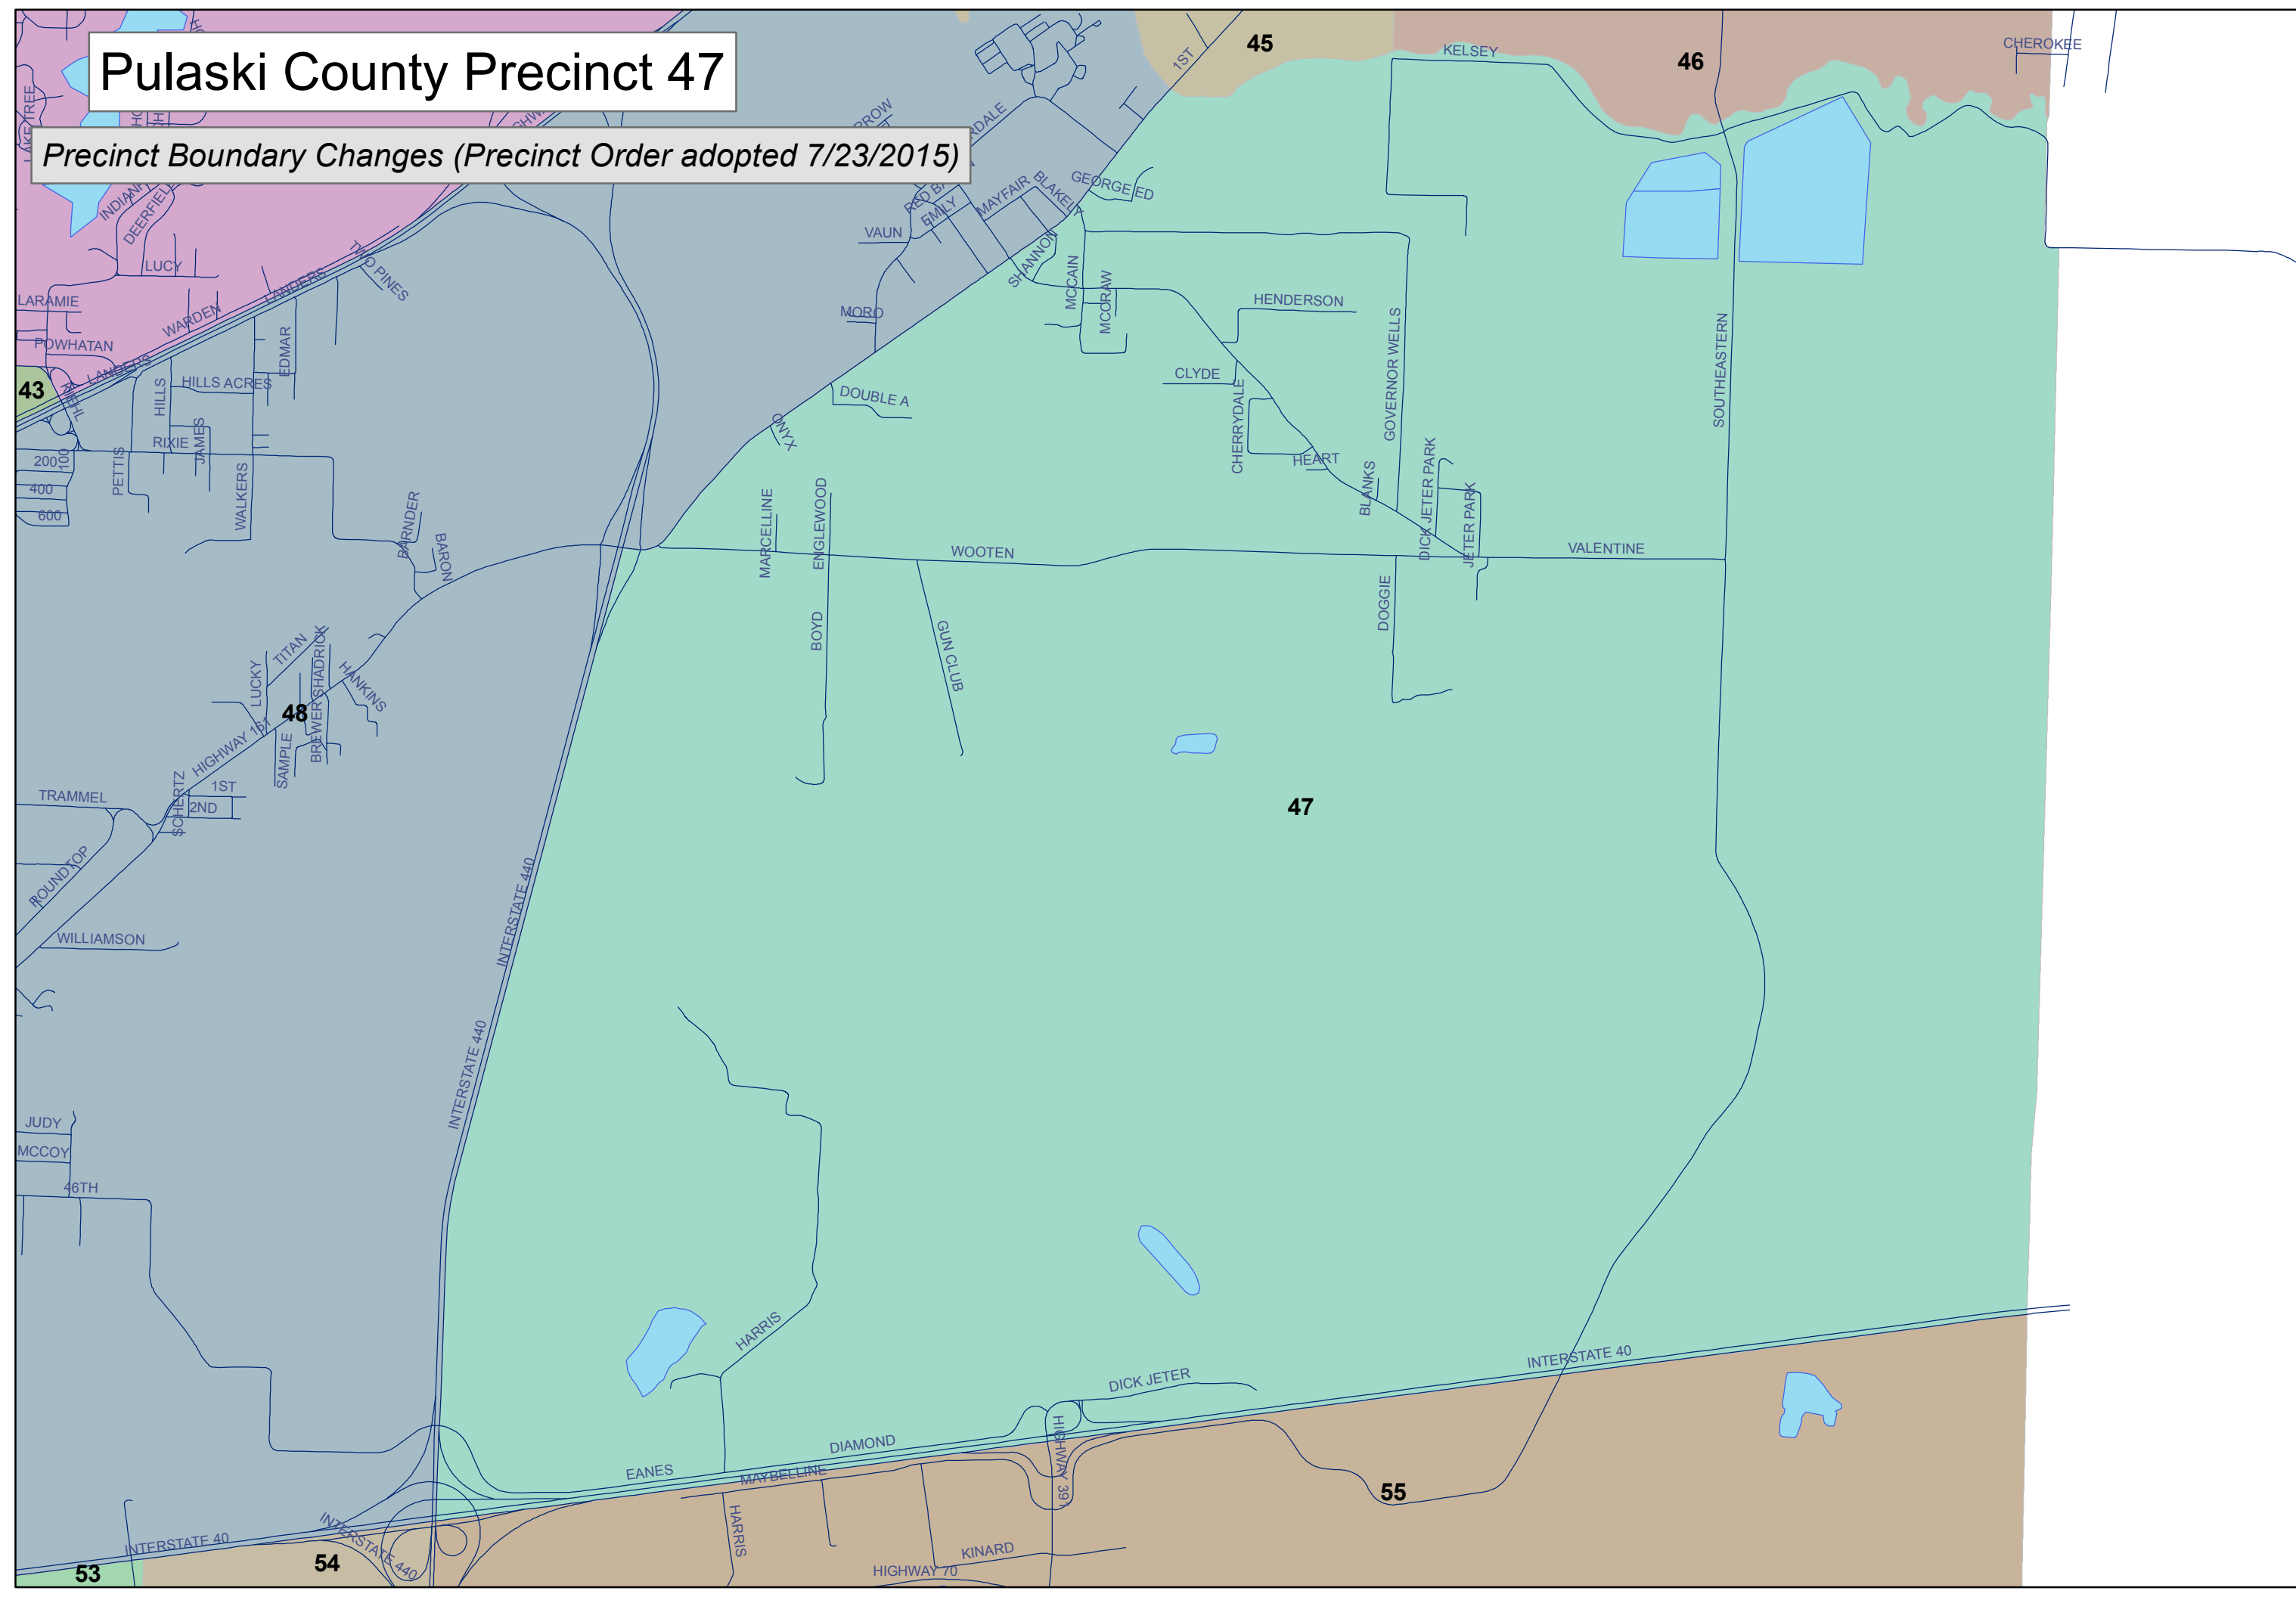 Pulaski County Precinct 47
Precinct Boundary Changes (Precinct Order adopted 7/23/2015)
45
46
1ST
KELSEY
CHEROKEE
GEORGE ED
BLAKELY
MAYFAIR
EMILY
VAUN
SHANNON
MCCAIN
MCCRAW
MORO
HENDERSON
CLYDE
CHERRYDALE
HEART
BLANKS
GOVERNOR WELLS
DICK JETER PARK
JETER PARK
SOUTHEASTERN
DOUBLE A
ONYX
DEERFIEL
LUCY
TWO PINES
LANDERS
WARDEN
LARAMIE
POWHATAN
LANDERS
43
EDMAR
HILLS
HILLS ACRES
RIXIE
JAMES
PETTIS
WALKERS
100
200
400
600
BARNDER
BARON
MARCELLINE
ENGLEWOOD
WOOTEN
VALENTINE
BOYD
GUN CLUB
DOGGIE
TITAN
LUCKY
SHADRICK
HANKINS
48
BREWER
HIGHWAY 161
SAMPLE
SCHERTZ
1ST
2ND
TRAMMEL
ROUNDTOP
WILLIAMSON
47
INTERSTATE 440
INTERSTATE 440
JUDY
MCCOY
46TH
HARRIS
DICK JETER
INTERSTATE 40
DIAMOND
EANES
MAYBELLINE
HIGHWAY 391
55
HARRIS
KINARD
HIGHWAY 70
INTERSTATE 40
INTERSTATE 440
53
54